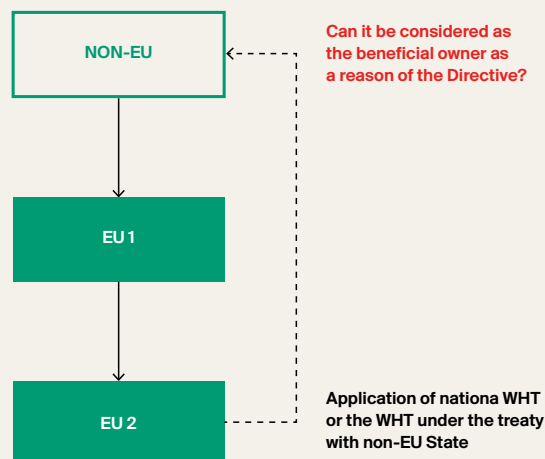 NON-EU
Can it be considered as
the beneficial owner as
a reason of the Directive?
EU 1
EU 2
Application of nationa WHT
or the WHT under the treaty
with non-EU State